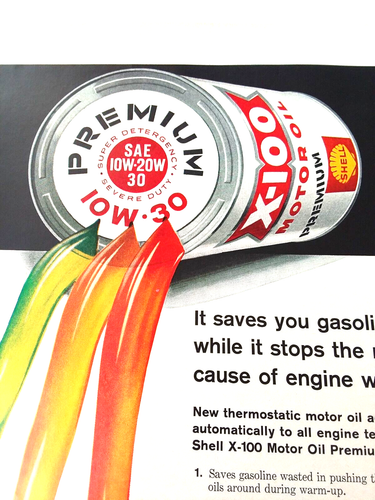 PREMIUM
SUPER DETERGENCY
SAE
10W-20W
30
SEVERE DUTY
10W-30
X-100
MOTOR OIL
PREMIUM
SHELL
It saves you gasoli
while it stops the
cause of engine w
New thermostatic motor oil a
automatically to all engine te
Shell X-100 Motor Oil Premiu
1. Saves gasoline wasted in pushing t
oils around during warm-up.